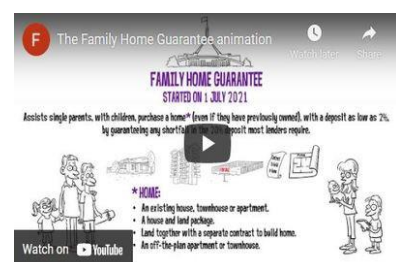 F The Family Home Guarantee animation
Watch later
Share
FAMILY HOME GUARANTEE
STARTED ON 1 JULY 2021
Assists single parents, with children, purchase a home* (even if they have previously owned), with a deposit as low as 2%,
by guaranteeing any shortfall in the 20% deposit most lenders require.
* HOME:
• An existing house, townhouse or apartment.
• A house and land package.
• Land together with a separate contract to build home.
• An off-the-plan apartment or townhouse.
Watch on YouTube